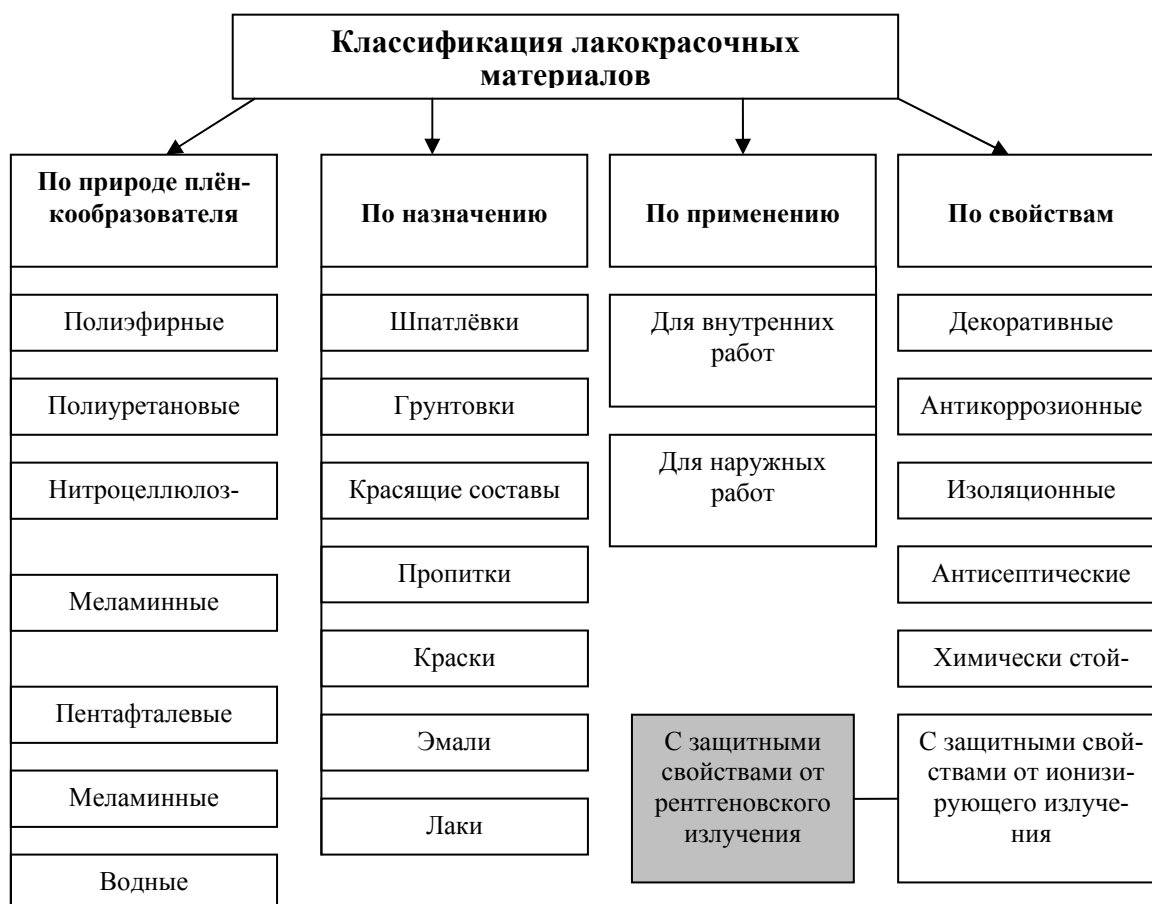 Классификация лакокрасочных
материалов
По природе плён-
кообразователя
Полиэфирные
Полиуретановые
Нитроцеллюлоз-
Меламинные
Пентафталевые
Меламинные
Водные
По назначению
Шпатлёвки
Грунтовки
Красящие составы
Пропитки
Краски
Эмали
Лаки
По применению
Для внутренних
работ
Для наружных
работ
По свойствам
Декоративные
Антикоррозионные
Изоляционные
Антисептические
Химически стой-
С защитными свой-
ствами от ионизи-
рующего излуче-
ния
С защитными
свойствами от
рентгеновского
излучения